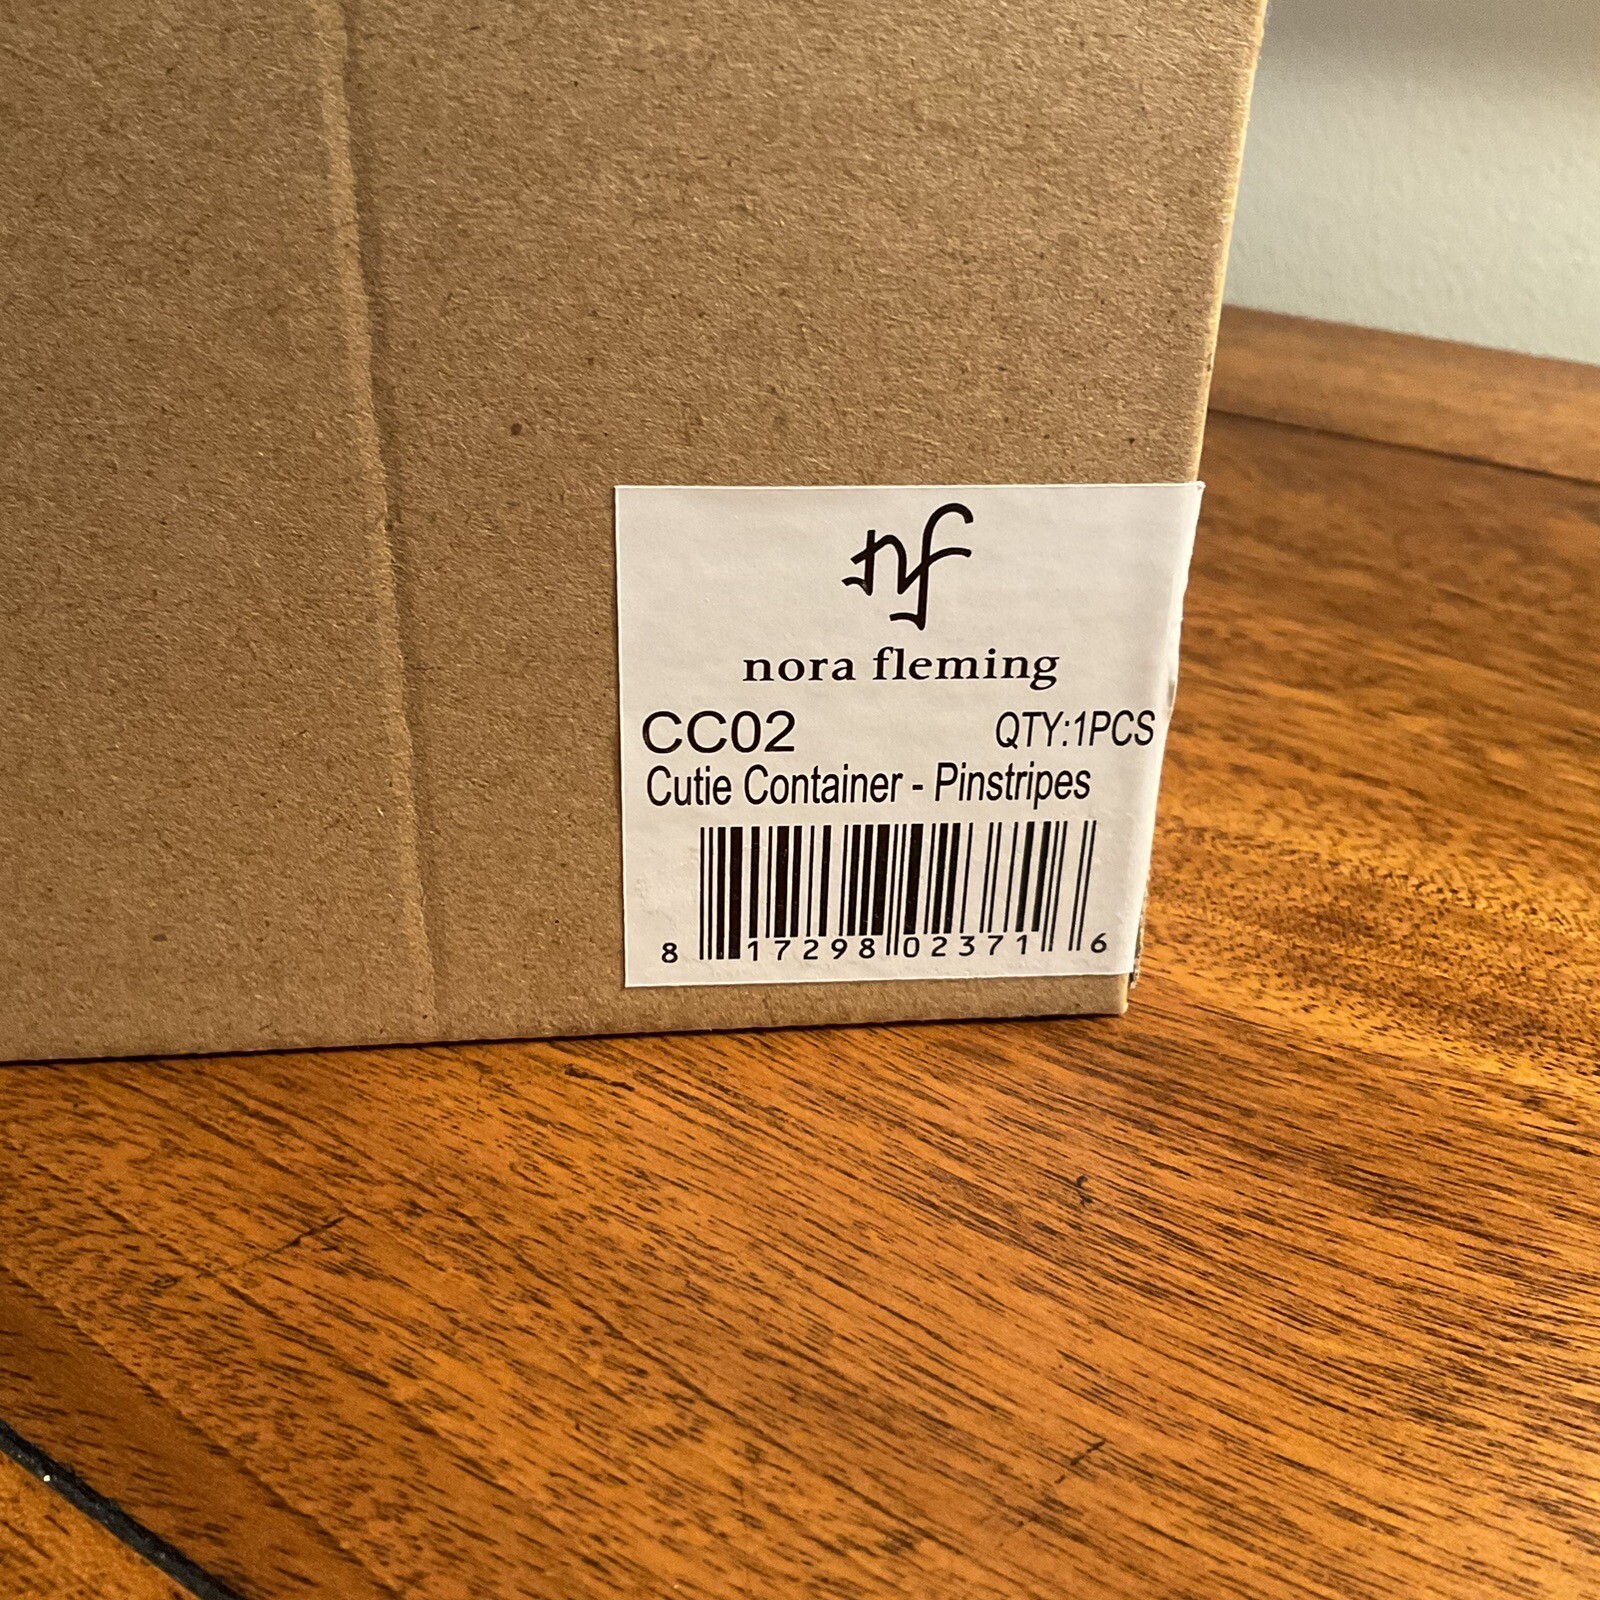 nf
nora fleming
CC02 QTY:1PCS
Cutie Container - Pinstripes
8 17298 02371 6